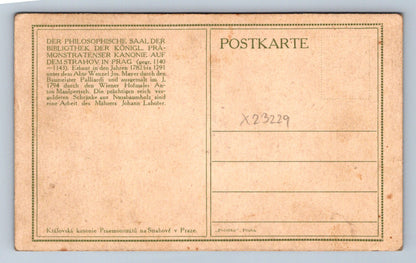 DER PHILOSOPHISCHE SAAL DER
BIBLIOTHEK DER KÖNIGL. PRÄ-
MONSTRATENSER KANONIE AUF
DEM STRAHOV IN PRAG. (gegr. 1140
—1143). Erbaut in den Jahren 1782 bis 1791
unter dem Abte Wenzel Jos. Mayer durch den
Baumeister Palliardi und ausgemalt im J.
1794 durch den Wiener Hofmaler An-
ton Maulpertsch. Die prächtigen reich ver-
goldeten Schränke aus Nussbaumholz sind
eine Arbeit des Mährers Johann Lahofer.
Královská kanonie Praemonstrátů na Strahově v Praze.
POSTKARTE
X23229